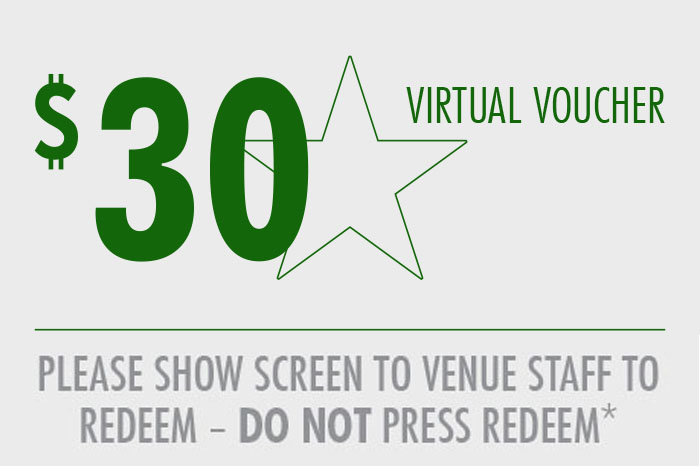 $30
VIRTUAL VOUCHER
PLEASE SHOW SCREEN TO VENUE STAFF TO
REDEEM – DO NOT PRESS REDEEM*